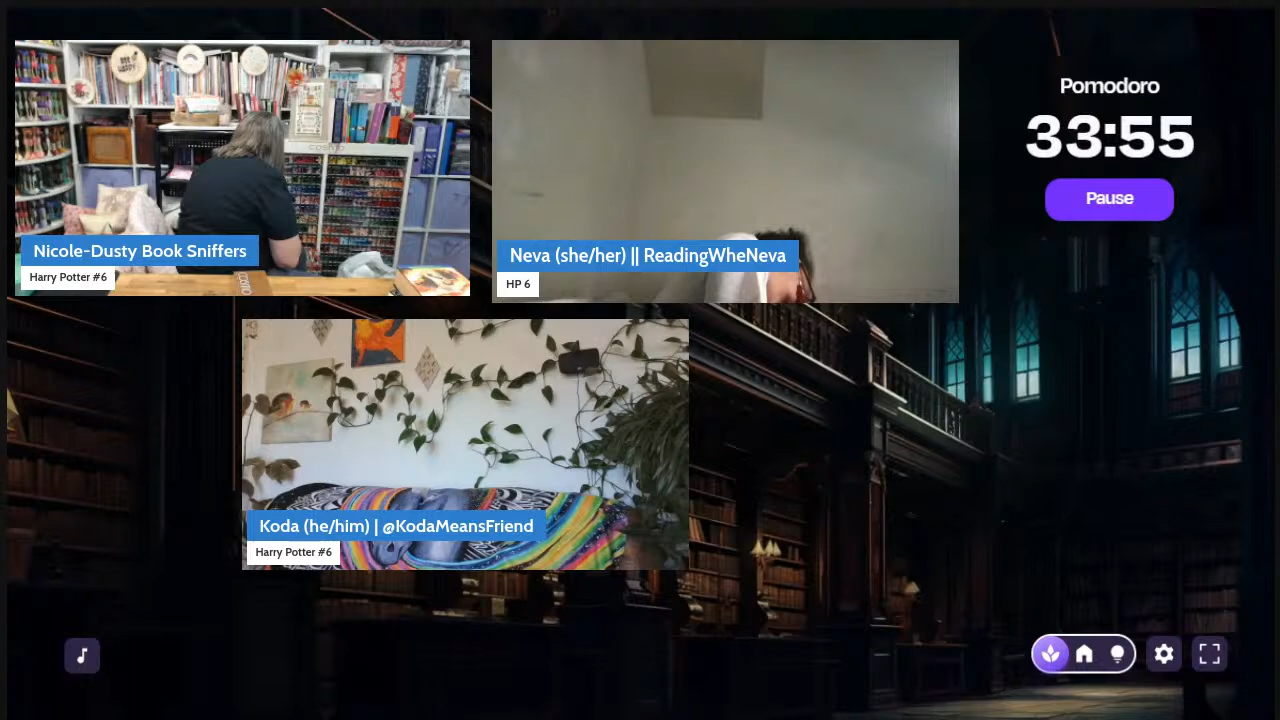 Pomodoro
33:55
Pause
Nicole-Dusty Book Sniffers
Harry Potter #6
Neva (she/her) || ReadingWheNeva
HP 6
Koda (he/him) | @KodaMeansFriend
Harry Potter #6